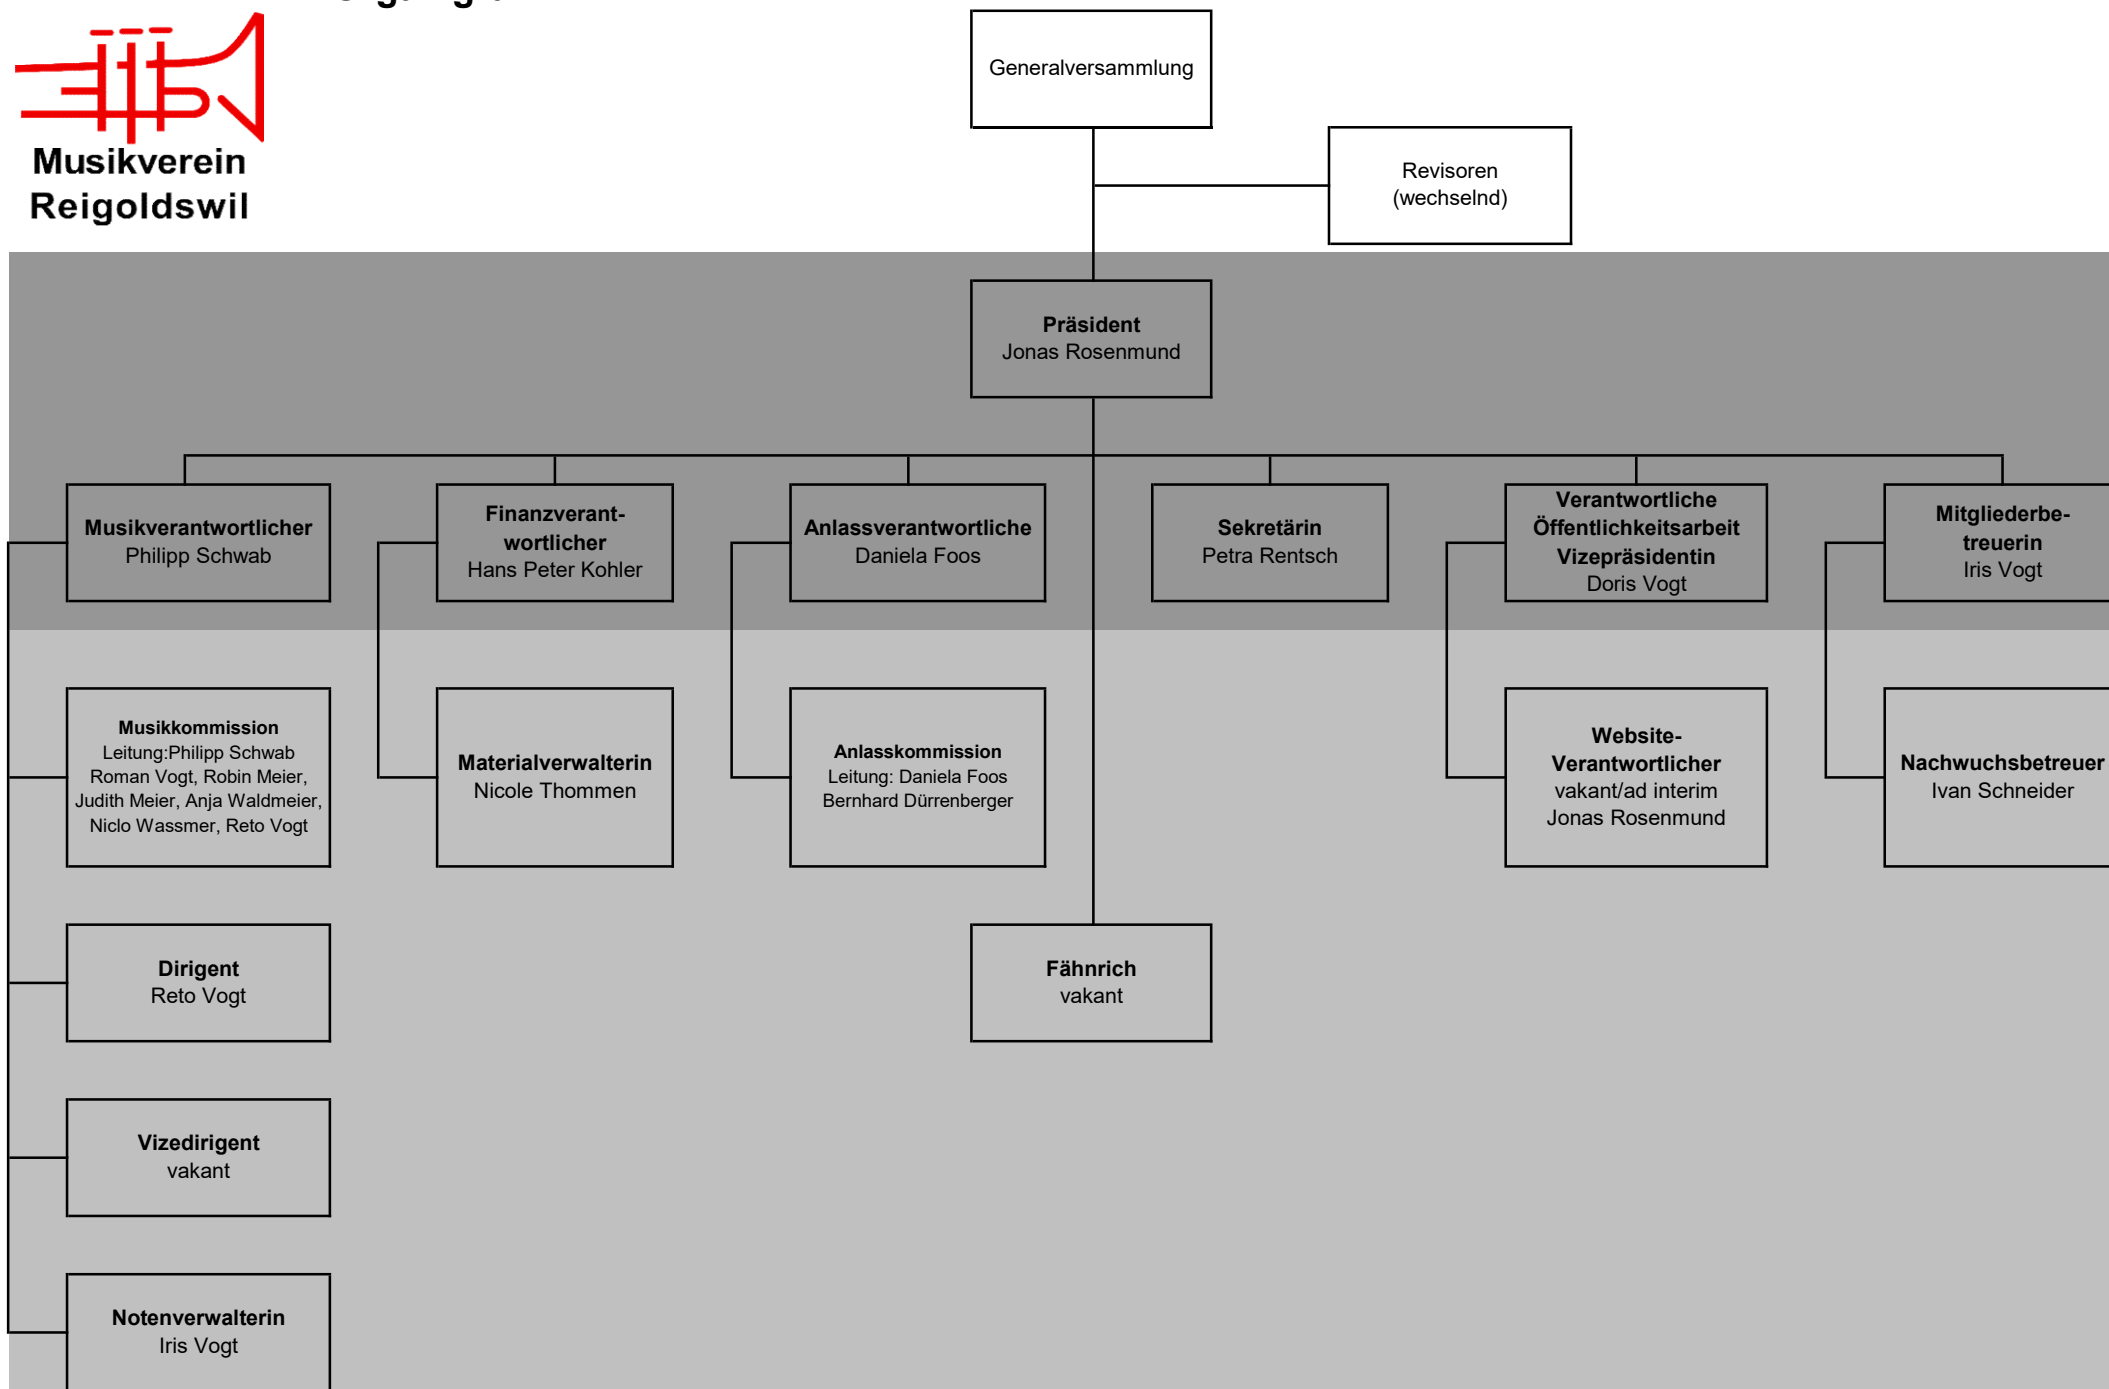 Musikverein
Reigoldswil
Generalversammlung
Revisoren
(wechselnd)
Präsident
Jonas Rosenmund
Musikverantwortlicher
Philipp Schwab
Finanzverant-
wortlicher
Hans Peter Kohler
Anlassverantwortliche
Daniela Foos
Sekretärin
Petra Rentsch
Verantwortliche
Öffentlichkeitsarbeit
Vizepräsidentin
Doris Vogt
Mitgliederbe-
treuerin
Iris Vogt
Musikkommission
Leitung:Philipp Schwab
Roman Vogt, Robin Meier,
Judith Meier, Anja Waldmeier,
Niclo Wassmer, Reto Vogt
Materialverwalterin
Nicole Thommen
Anlasskommission
Leitung: Daniela Foos
Bernhard Dürrenberger
Website-
Verantwortlicher
vakant/ad interim
Jonas Rosenmund
Nachwuchsbetreuer
Ivan Schneider
Dirigent
Reto Vogt
Fähnrich
vakant
Vizedirigent
vakant
Notenverwalterin
Iris Vogt